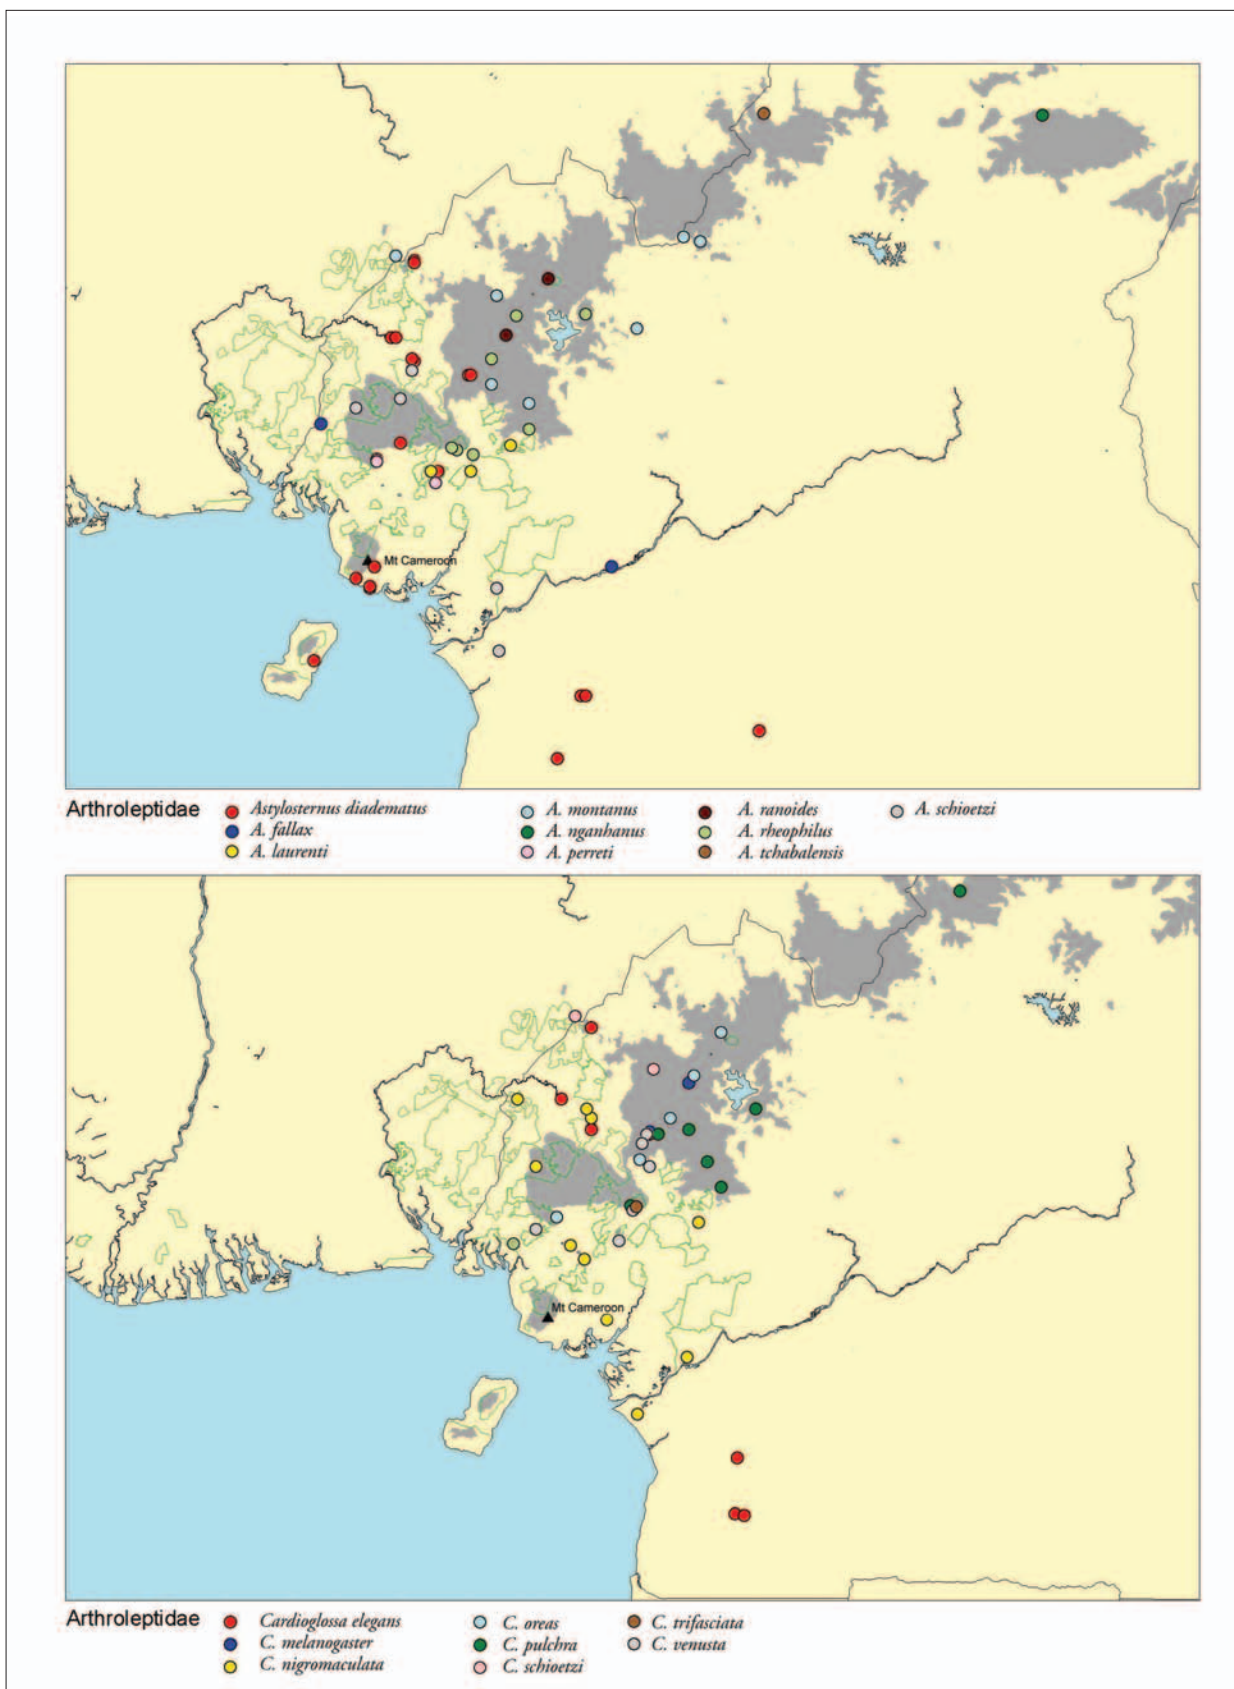 Mt Cameroon
Arthroleptidae
Astylosternus diadematus
A. fallax
A. laurenti
A. montanus
A. nganhanus
A. perreti
A. ranoides
A. rheophilus
A. tchabalensis
A. schioetzi
Mt Cameroon
Arthroleptidae
Cardioglossa elegans
C. melanogaster
C. nigromaculata
C. oreas
C. pulchra
C. schioetzi
C. trifasciata
C. venusta